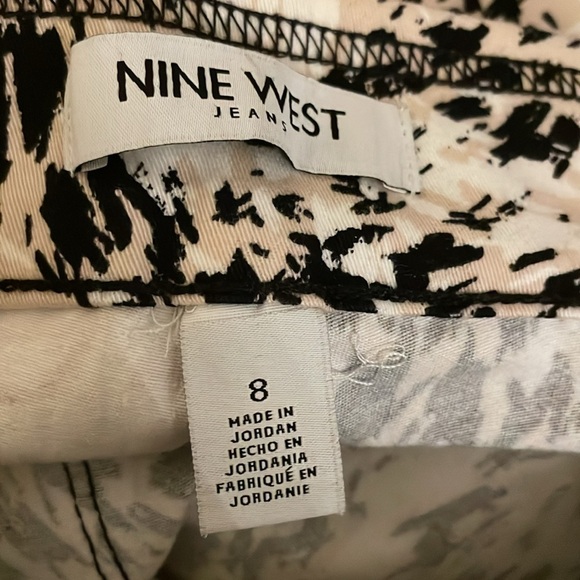 NINE WEST
JEANS
8
MADE IN
JORDAN
HECHO EN
JORDANIA
FABRIQUÉ EN
JORDANIE